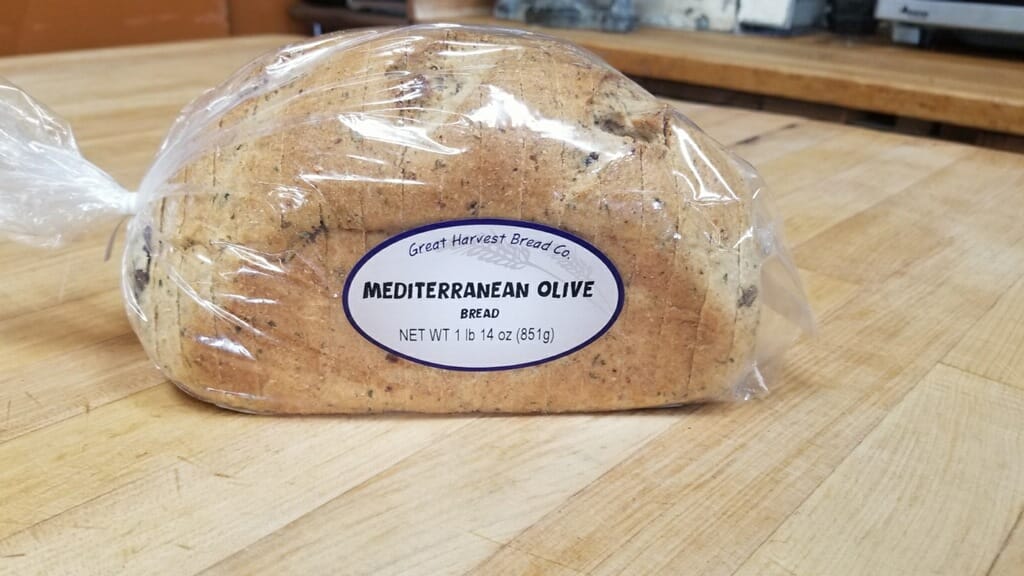 Great Harvest Bread Co.
MEDITERRANEAN OLIVE
BREAD
NET WT 1 lb 14 oz (851g)